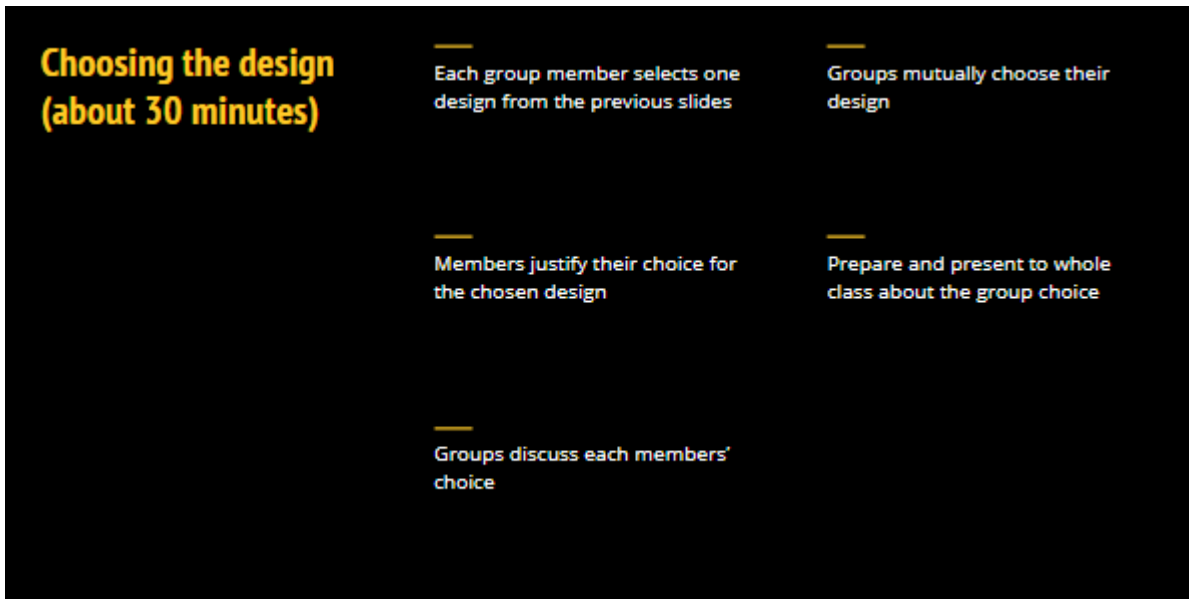 Choosing the design
(about 30 minutes)
Each group member selects one
design from the previous slides
Members justify their choice for
the chosen design
Groups discuss each members'
choice
Groups mutually choose their
design
Prepare and present to whole
class about the group choice